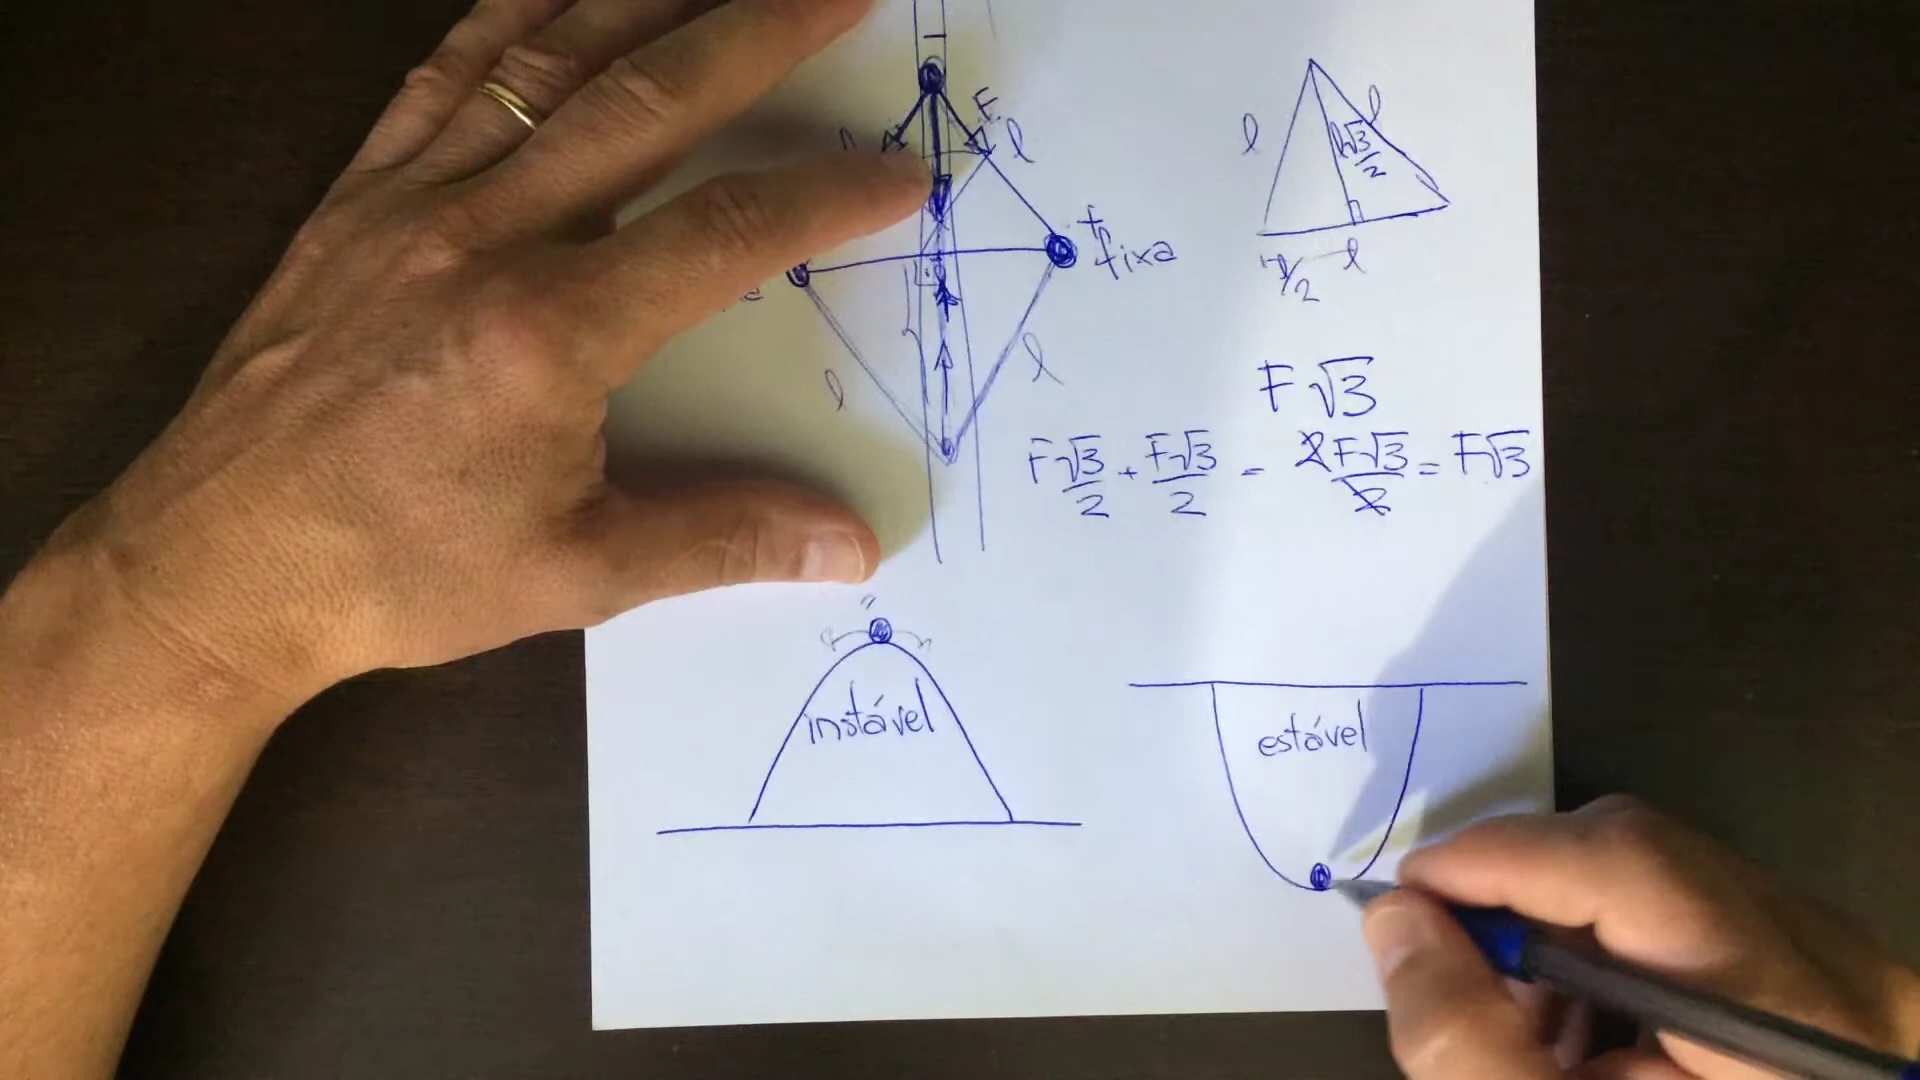 F
l
l
l
l√3/2
+
fixa
l/2
l
l
l
F√3
F√3/2 + F√3/2 = 2F√3/2 = F√3
instável
estável